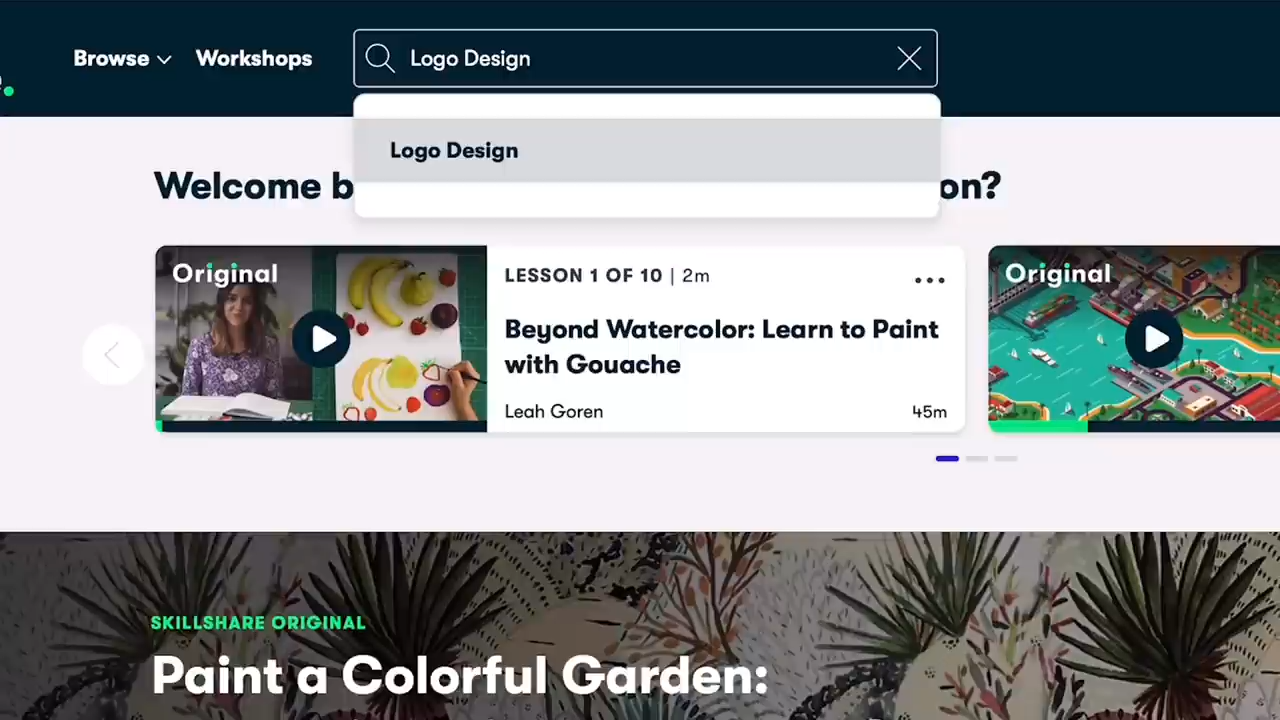 Browse Workshops Logo Design
Logo Design
Welcome b on?
Original LESSON 1 OF 10 | 2m Original
Beyond Watercolor: Learn to Paint
with Gouache
Leah Goren 45m
SKILLSHARE ORIGINAL
Paint a Colorful Garden: